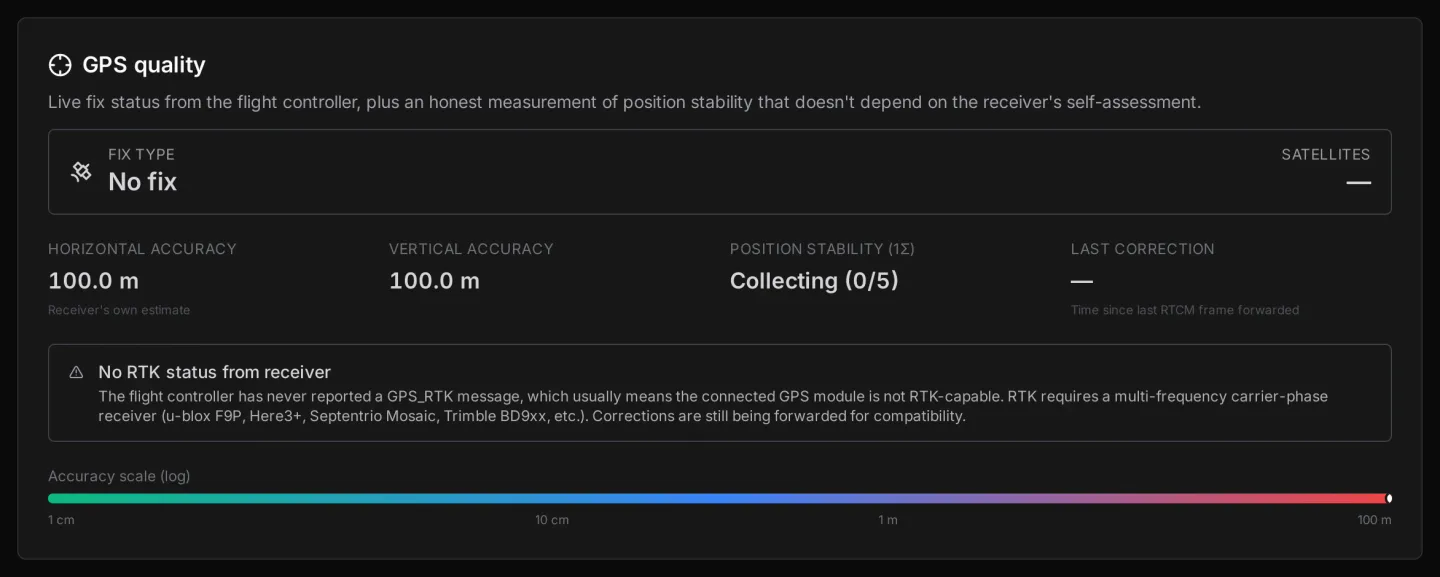 GPS quality
Live fix status from the flight controller, plus an honest measurement of position stability that doesn't depend on the receiver's self-assessment.
FIX TYPE
No fix
SATELLITES
—
HORIZONTAL ACCURACY
100.0 m
Receiver's own estimate
VERTICAL ACCURACY
100.0 m
POSITION STABILITY (1Σ)
Collecting (0/5)
LAST CORRECTION
—
Time since last RTCM frame forwarded
No RTK status from receiver
The flight controller has never reported a GPS_RTK message, which usually means the connected GPS module is not RTK-capable. RTK requires a multi-frequency carrier-phase
receiver (u-blox F9P, Here3+, Septentrio Mosaic, Trimble BD9xx, etc.). Corrections are still being forwarded for compatibility.
Accuracy scale (log)
1 cm
10 cm
1 m
100 m